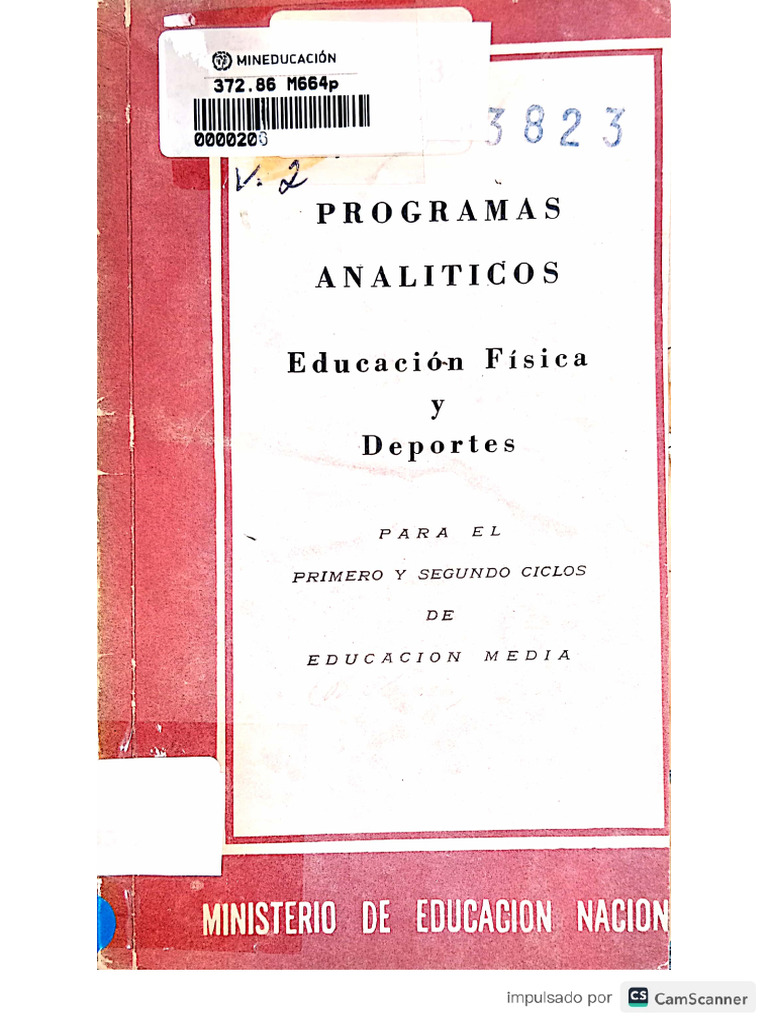 MINEDUCACIÓN
372.86 M664p
0000206
3823
V. 2
PROGRAMAS
ANALITICOS
Educación Física
y
Deportes
PARA EL
PRIMERO Y SEGUNDO CICLOS
DE
EDUCACION MEDIA
MINISTERIO DE EDUCACION NACION
impulsado por CS CamScanner